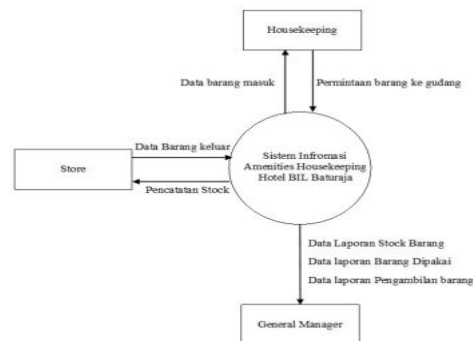 Housekeeping
Data barang masuk
Permintaan barang ke gudang
Data Barang keluar
Store
Pencatatan Stock
Sistem Infromasi
Amenities Housekeeping
Hotel BIL Baturaja
Data Laporan Stock Barang
Data laporan Barang Dipakai
Data laporan Pengambilan barang
General Manager